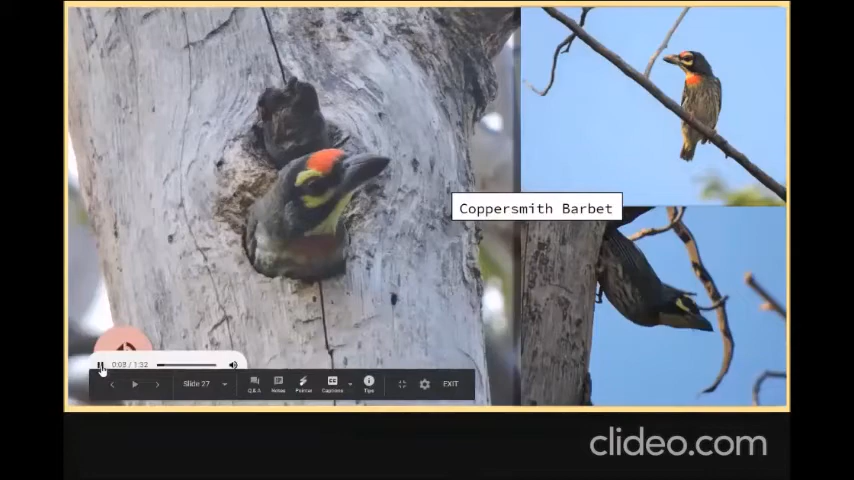 Coppersmith Barbet
0:03 / 1:32
Slide 27
Q&A
Notes
Pointer
Captions
Tips
EXIT
clideo.com